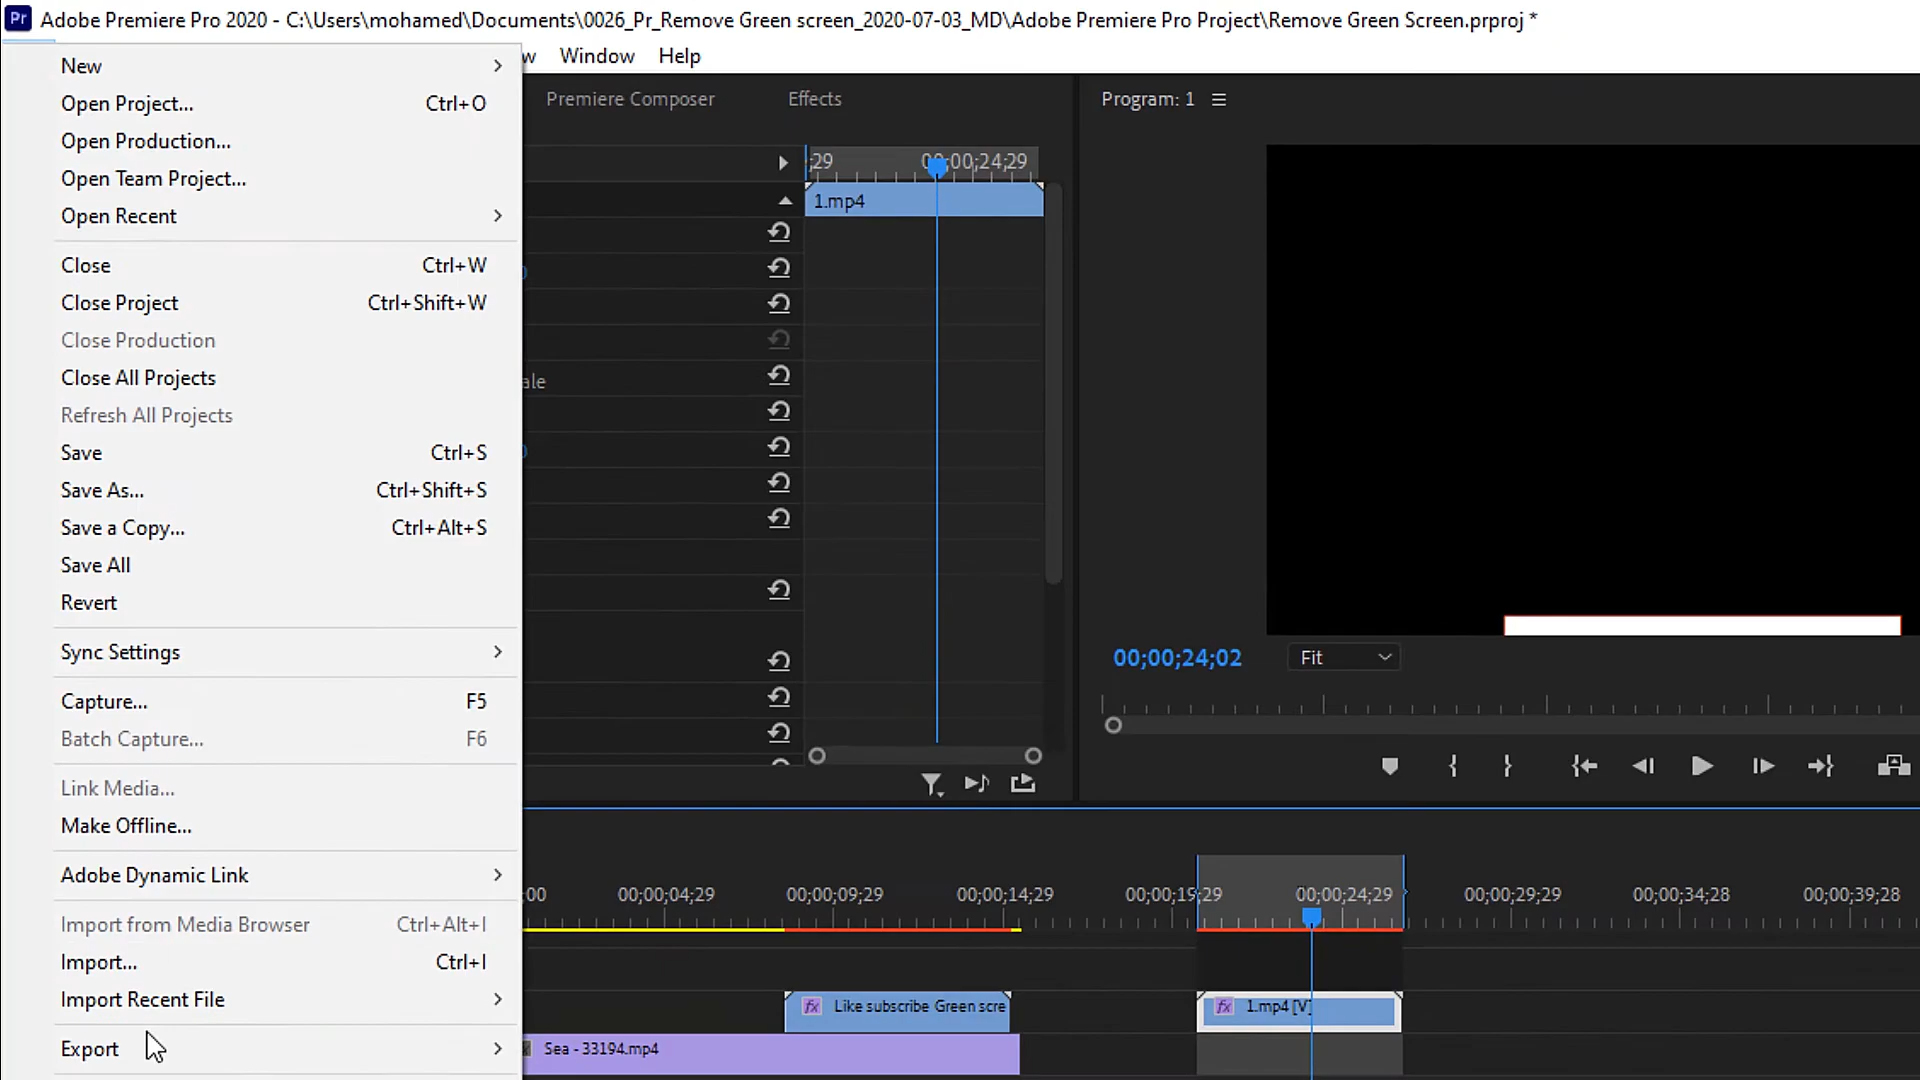 Pr Adobe Premiere Pro 2020 - C:\Users\mohamed\Documents\0026_Pr_Remove Green screen_2020-07-03_MD\Adobe Premiere Pro Project\Remove Green Screen.prproj *
w Window Help
New
Open Project... Ctrl+O
Open Production...
Open Team Project...
Open Recent
Close Ctrl+W
Close Project Ctrl+Shift+W
Close Production
Close All Projects
Refresh All Projects
Save Ctrl+S
Save As... Ctrl+Shift+S
Save a Copy... Ctrl+Alt+S
Save All
Revert
Sync Settings
Capture... F5
Batch Capture... F6
Link Media...
Make Offline...
Adobe Dynamic Link
Import from Media Browser Ctrl+Alt+I
Import... Ctrl+I
Import Recent File
Export
Premiere Composer Effects
;29 00;00;24;29
1.mp4
ale
Program: 1
00;00;24;02 Fit
;00 00;00;04;29 00;00;09;29 00;00;14;29 00;00;19;29 00;00;24;29 00;00;29;29 00;00;34;28 00;00;39;28
fx Like subscribe Green scre fx 1.mp4 [V]
Sea - 33194.mp4